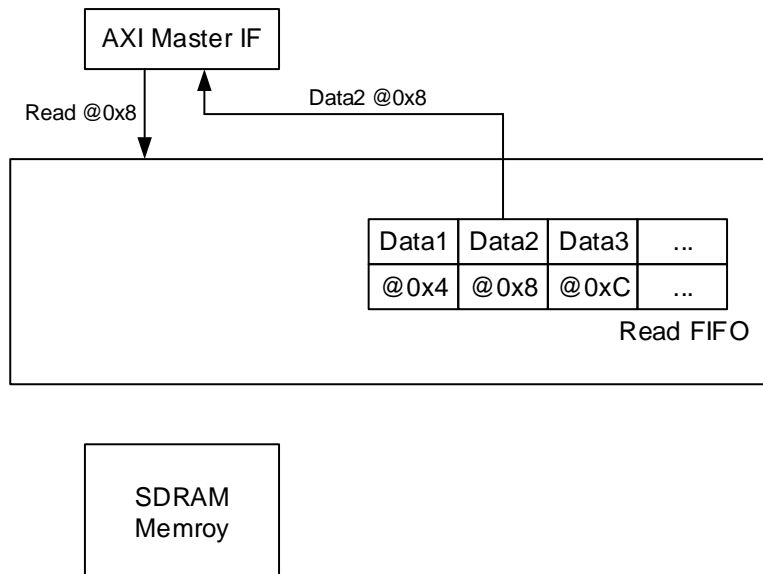 AXI Master IF
Read @0x8
Data2 @0x8
Data1 Data2 Data3 ...
@0x4 @0x8 @0xC ...
Read FIFO
SDRAM
Memroy